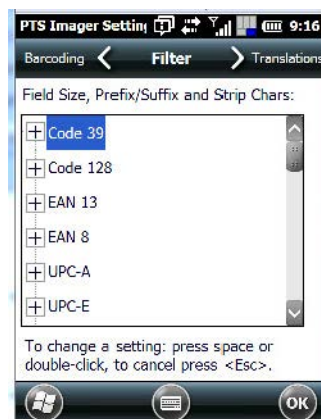 PTS Imager Settin 9:16
Barcoding Filter Translations
Field Size, Prefix/Suffix and Strip Chars:
Code 39
Code 128
EAN 13
EAN 8
UPC-A
UPC-E
To change a setting: press space or
double-click, to cancel press <Esc>.
OK